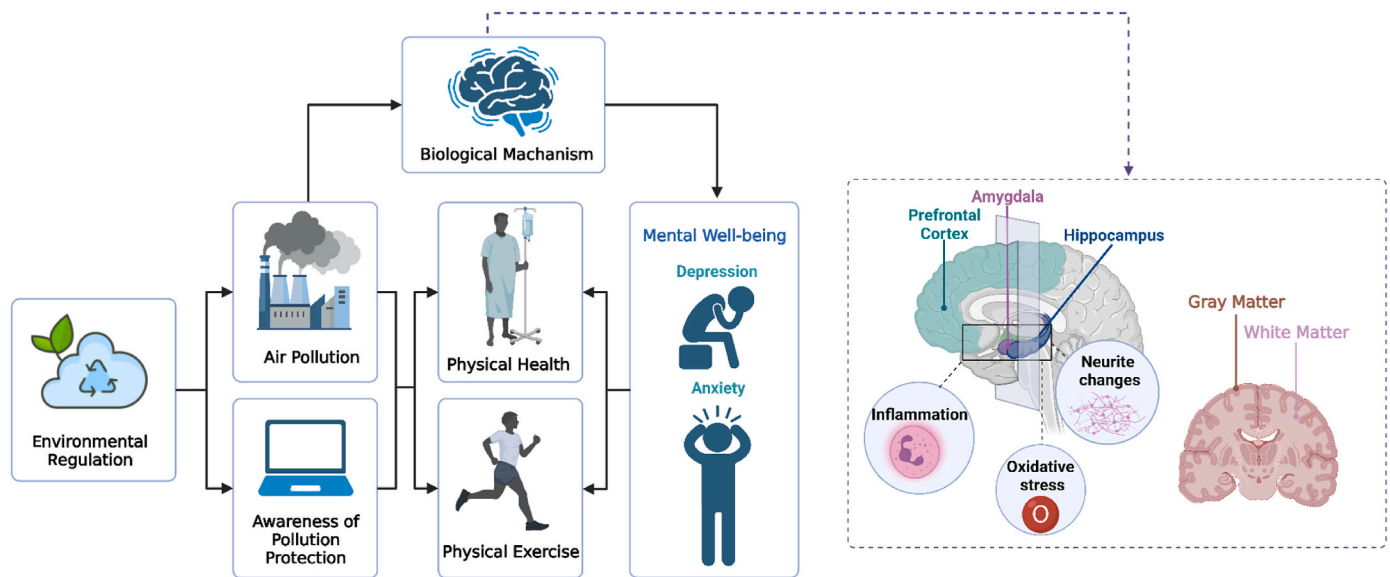 Biological Machanism
Air Pollution
Physical Health
Environmental
Regulation
Awareness of
Pollution
Protection
Physical Exercise
Mental Well-being
Depression
Anxiety
Amygdala
Prefrontal
Cortex
Hippocampus
Neurite
changes
Inflammation
Oxidative
stress
O
Gray Matter
White Matter